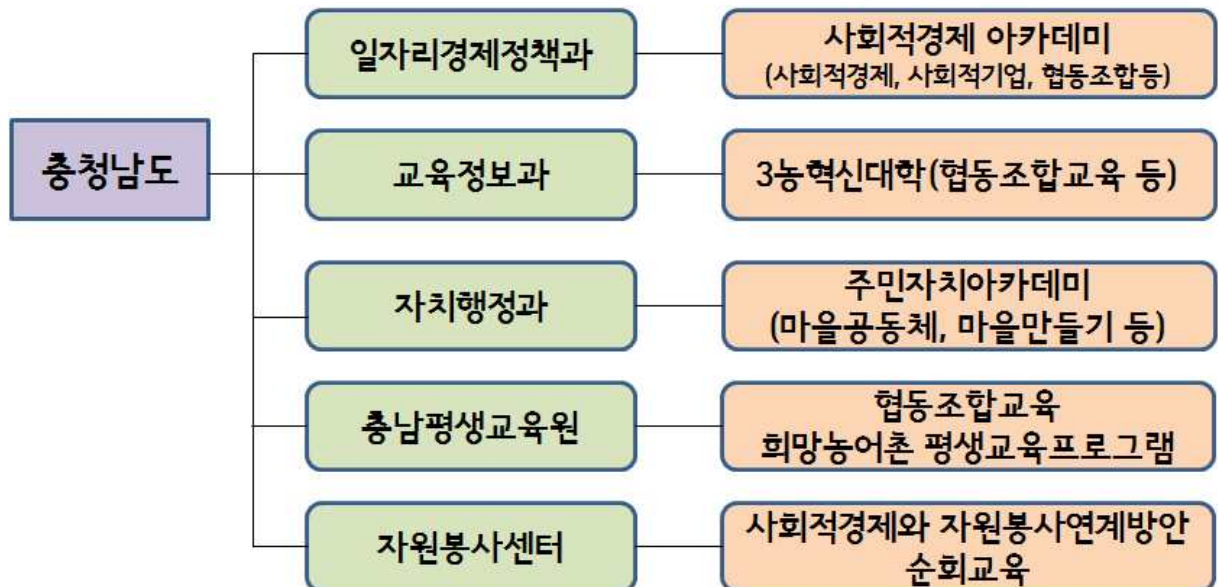 충청남도
일자리경제정책과
사회적경제 아카데미
(사회적경제, 사회적기업, 협동조합등)
교육정보과
3농혁신대학(협동조합교육 등)
자치행정과
주민자치아카데미
(마을공동체, 마을만들기 등)
충남평생교육원
협동조합교육
희망농어촌 평생교육프로그램
자원봉사센터
사회적경제와 자원봉사연계방안
순회교육